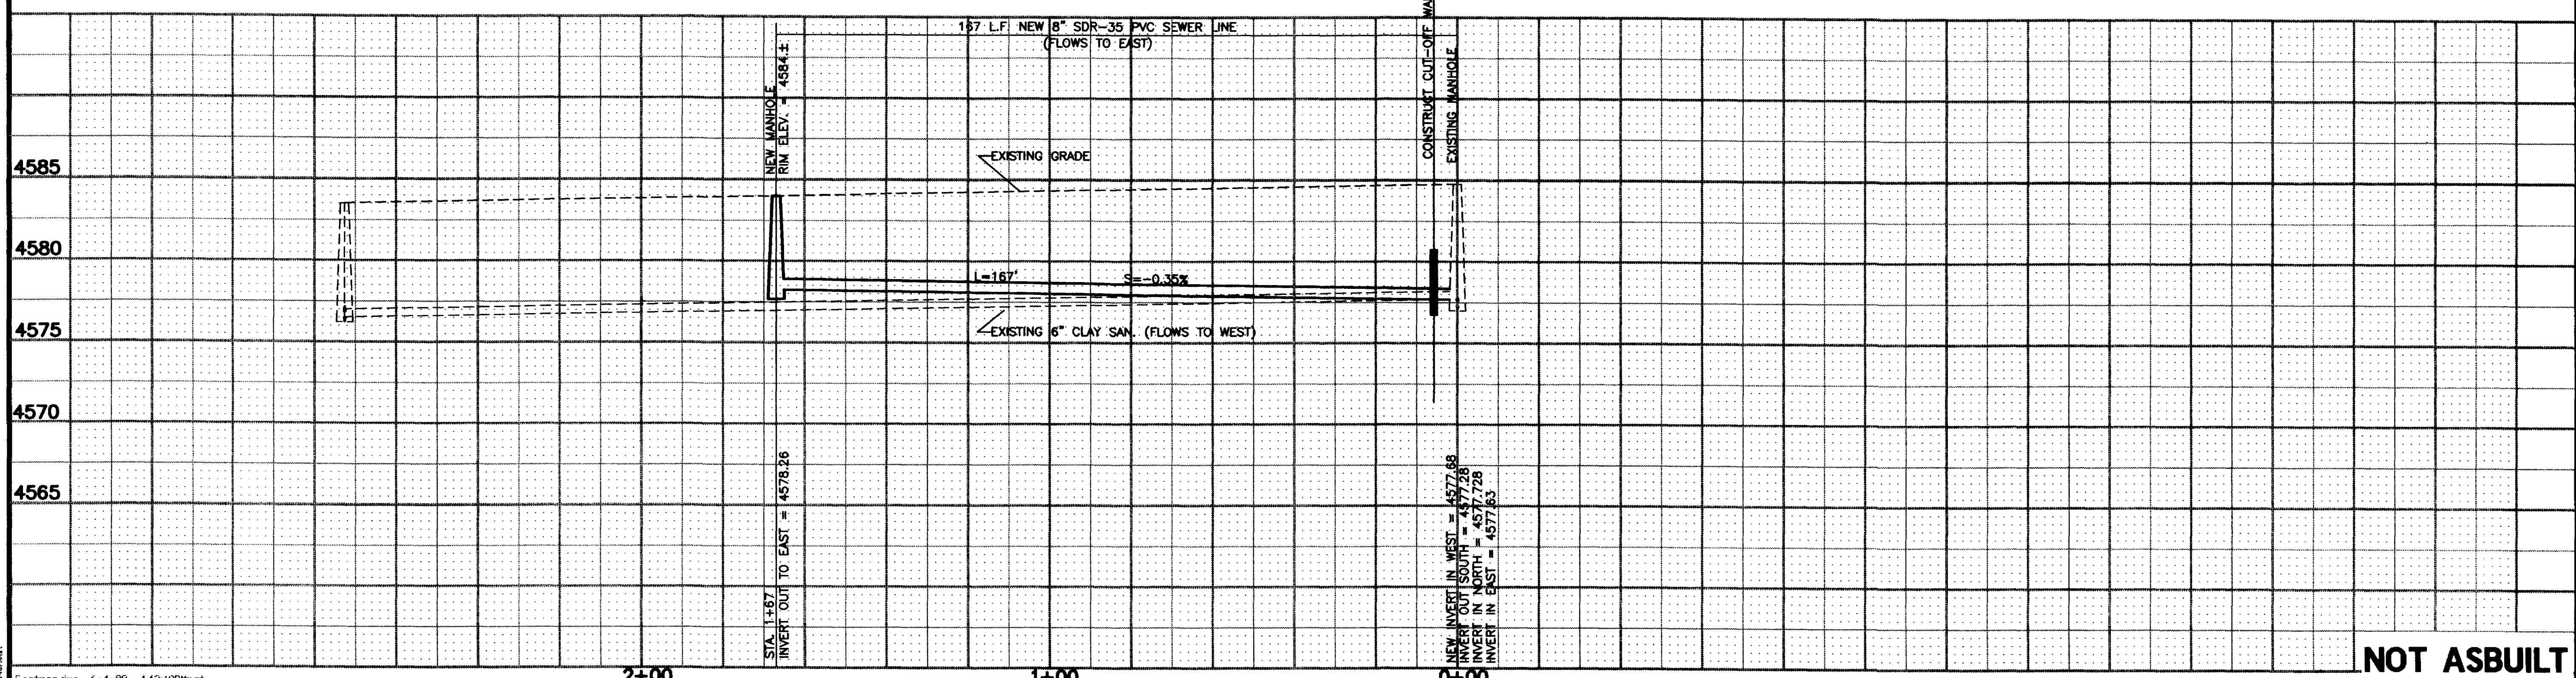 167 L.F. NEW 8" SDR-35 PVC SEWER LINE
(FLOWS TO EAST)
NEW MANHOLE
RIM ELEV. = 4584.±
CONSTRUCT CUT-OFF
EXISTING MANHOLE
EXISTING GRADE
4585
4580
4575
4570
4565
L=167'
S=-0.35%
EXISTING 6" CLAY SAN. (FLOWS TO WEST)
STA. 1+67
INVERT OUT TO EAST = 4578.26
NEW INVERT IN WEST = 4577.68
INVERT OUT SOUTH = 4577.28
INVERT IN NORTH = 4577.728
INVERT IN EAST = 4577.63
2+00
1+00
0+00
NOT ASBUILT